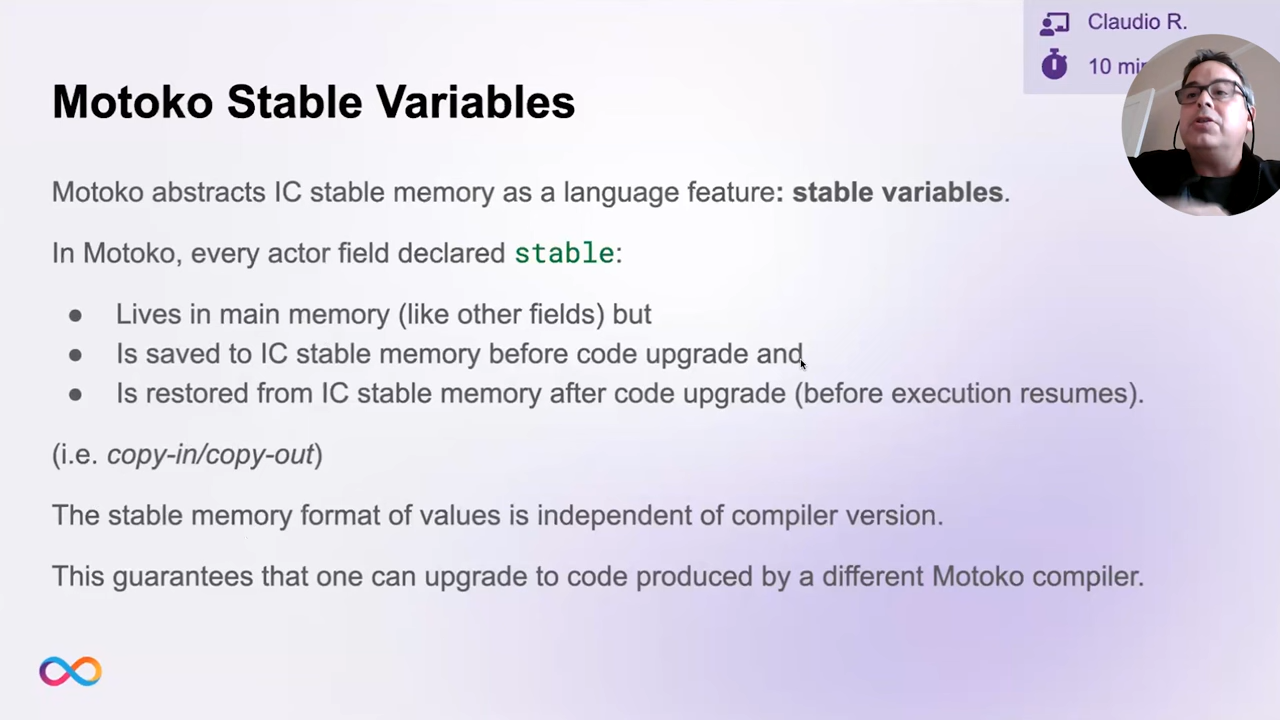 Claudio R.
10 min
Motoko Stable Variables
Motoko abstracts IC stable memory as a language feature: stable variables.
In Motoko, every actor field declared stable:
● Lives in main memory (like other fields) but
● Is saved to IC stable memory before code upgrade and
● Is restored from IC stable memory after code upgrade (before execution resumes).
(i.e. copy-in/copy-out)
The stable memory format of values is independent of compiler version.
This guarantees that one can upgrade to code produced by a different Motoko compiler.